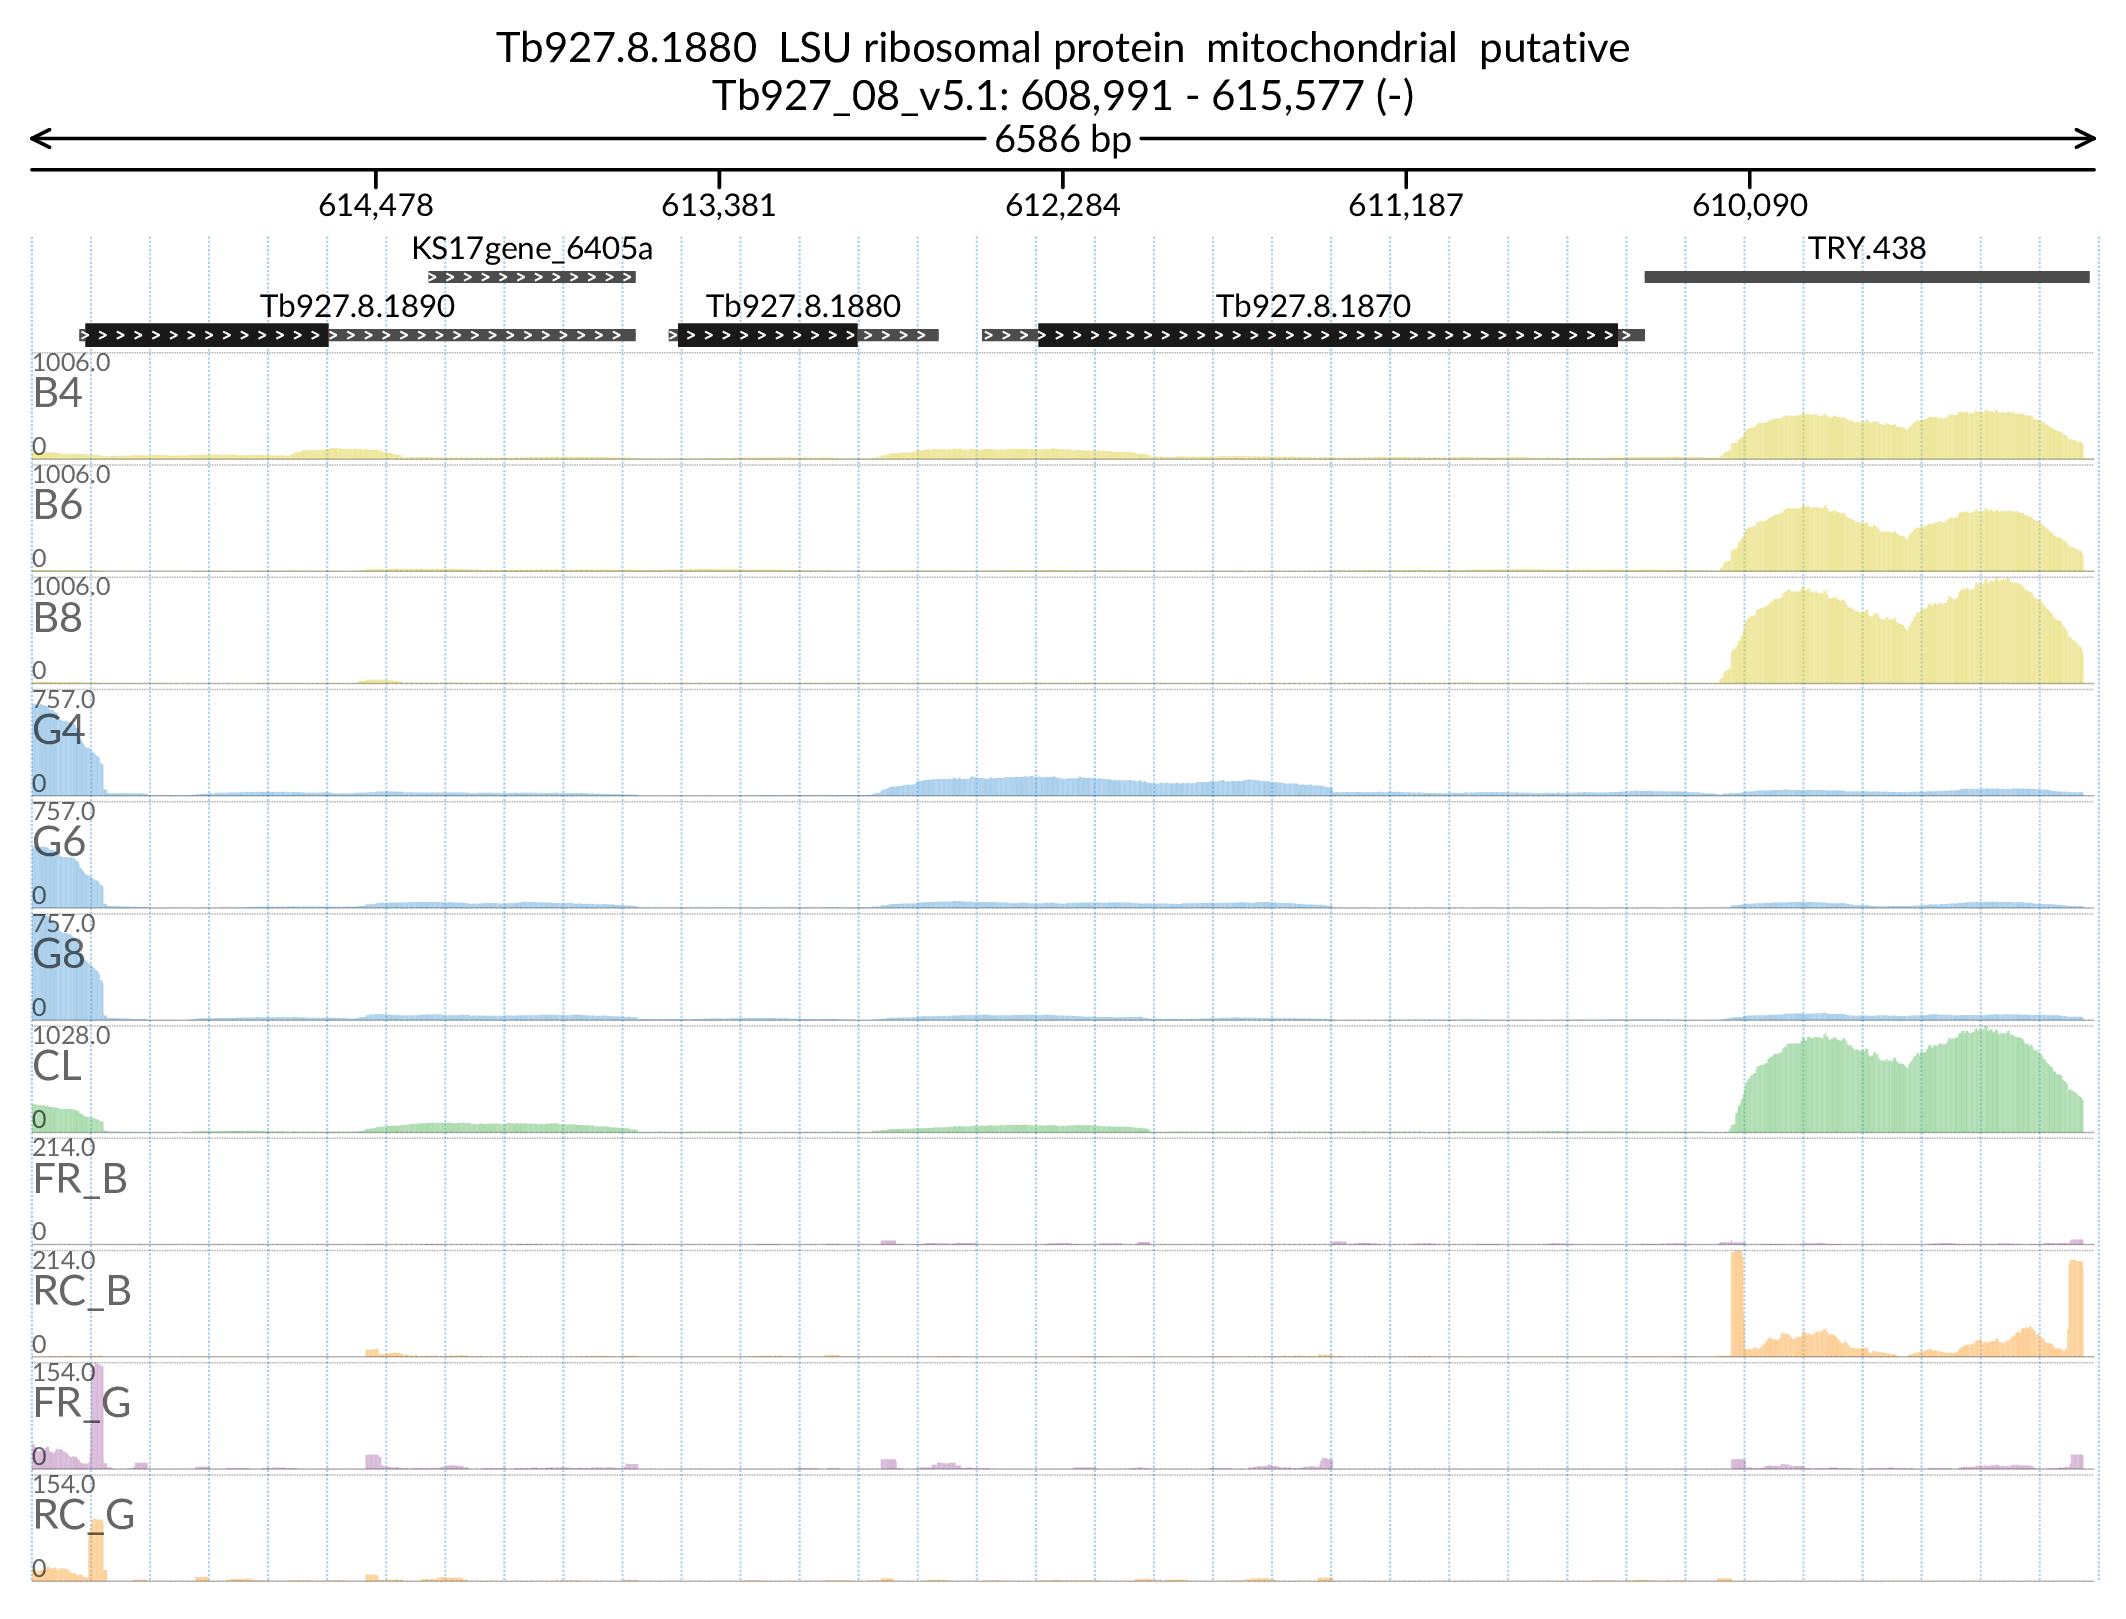 Tb927.8.1880  LSU ribosomal protein  mitochondrial  putative
Tb927_08_v5.1: 608,991 - 615,577 (-)
6586 bp
614,478 613,381 612,284 611,187 610,090
KS17gene_6405a TRY.438
Tb927.8.1890 Tb927.8.1880 Tb927.8.1870
1006.0
B4
0
1006.0
B6
0
1006.0
B8
0
757.0
G4
0
757.0
G6
0
757.0
G8
0
1028.0
CL
0
214.0
FR_B
0
214.0
RC_B
0
154.0
FR_G
0
154.0
RC_G
0